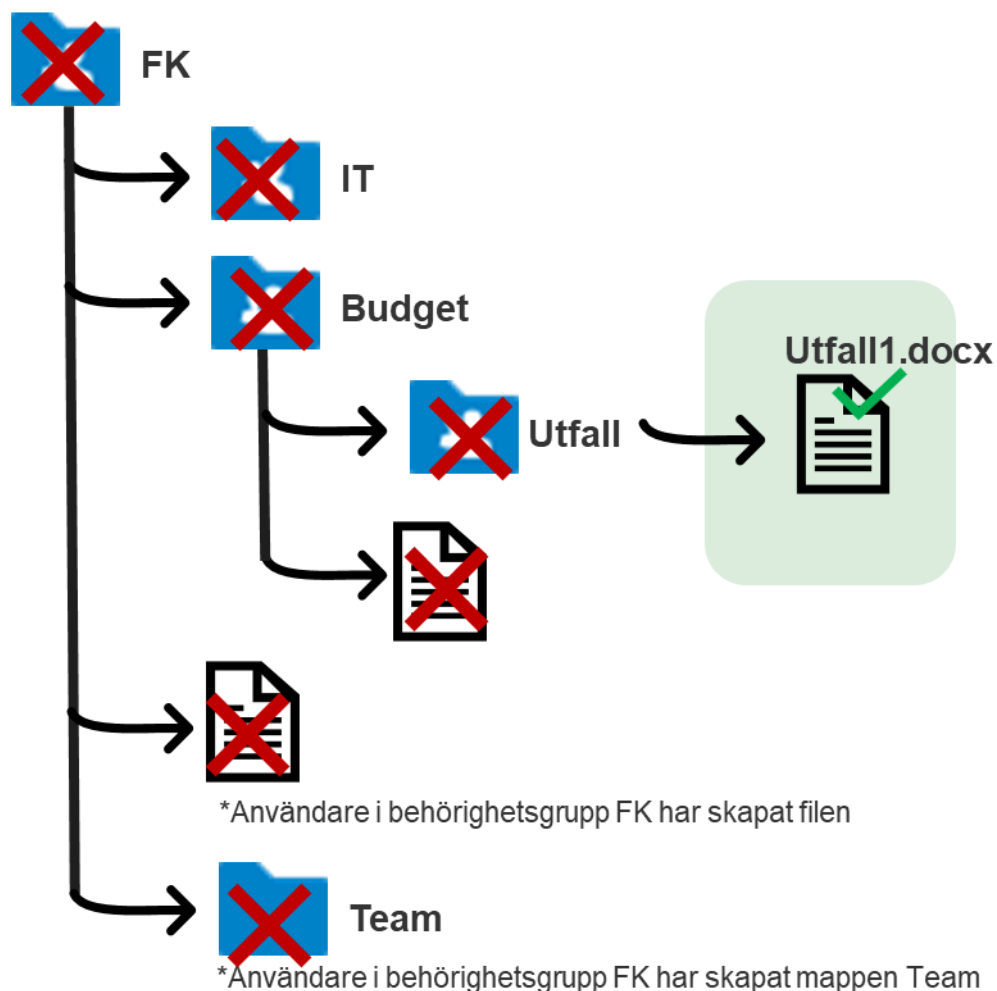 FK
IT
Budget
Utfall1.docx
Utfall
*Användare i behörighetsgrupp FK har skapat filen
Team
*Användare i behörighetsgrupp FK har skapat mappen Team